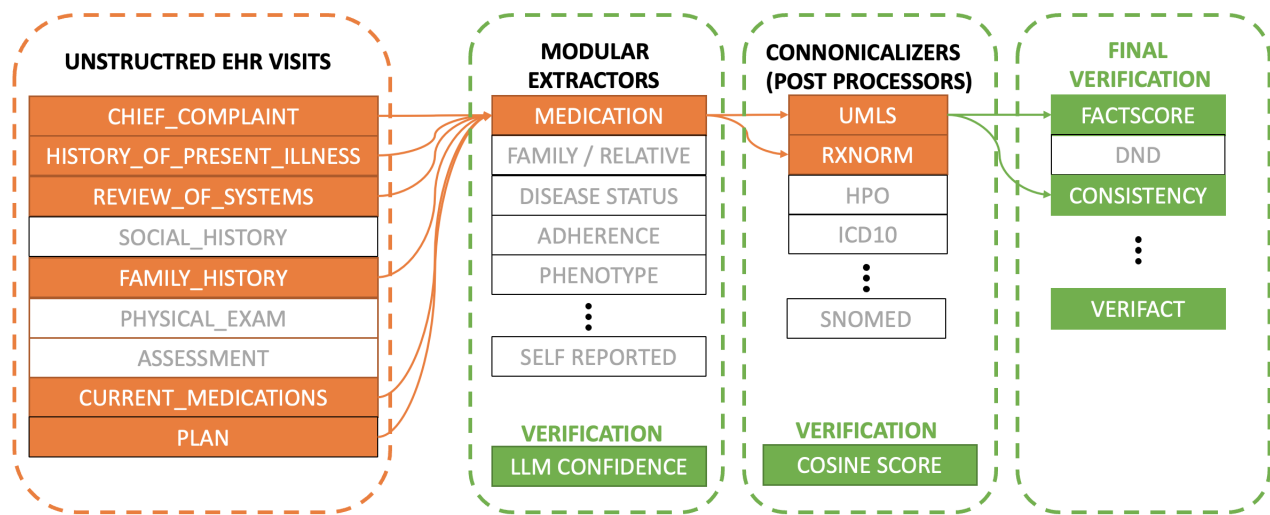 UNSTRUCTRED EHR VISITS
CHIEF_COMPLAINT
HISTORY_OF_PRESENT_ILLNESS
REVIEW_OF_SYSTEMS
SOCIAL_HISTORY
FAMILY_HISTORY
PHYSICAL_EXAM
ASSESSMENT
CURRENT_MEDICATIONS
PLAN
MODULAR
EXTRACTORS
MEDICATION
FAMILY / RELATIVE
DISEASE STATUS
ADHERENCE
PHENOTYPE
SELF REPORTED
VERIFICATION
LLM CONFIDENCE
CONNONICALIZERS
(POST PROCESSORS)
UMLS
RXNORM
HPO
ICD10
SNOMED
VERIFICATION
COSINE SCORE
FINAL
VERIFICATION
FACTSCORE
DND
CONSISTENCY
VERIFACT